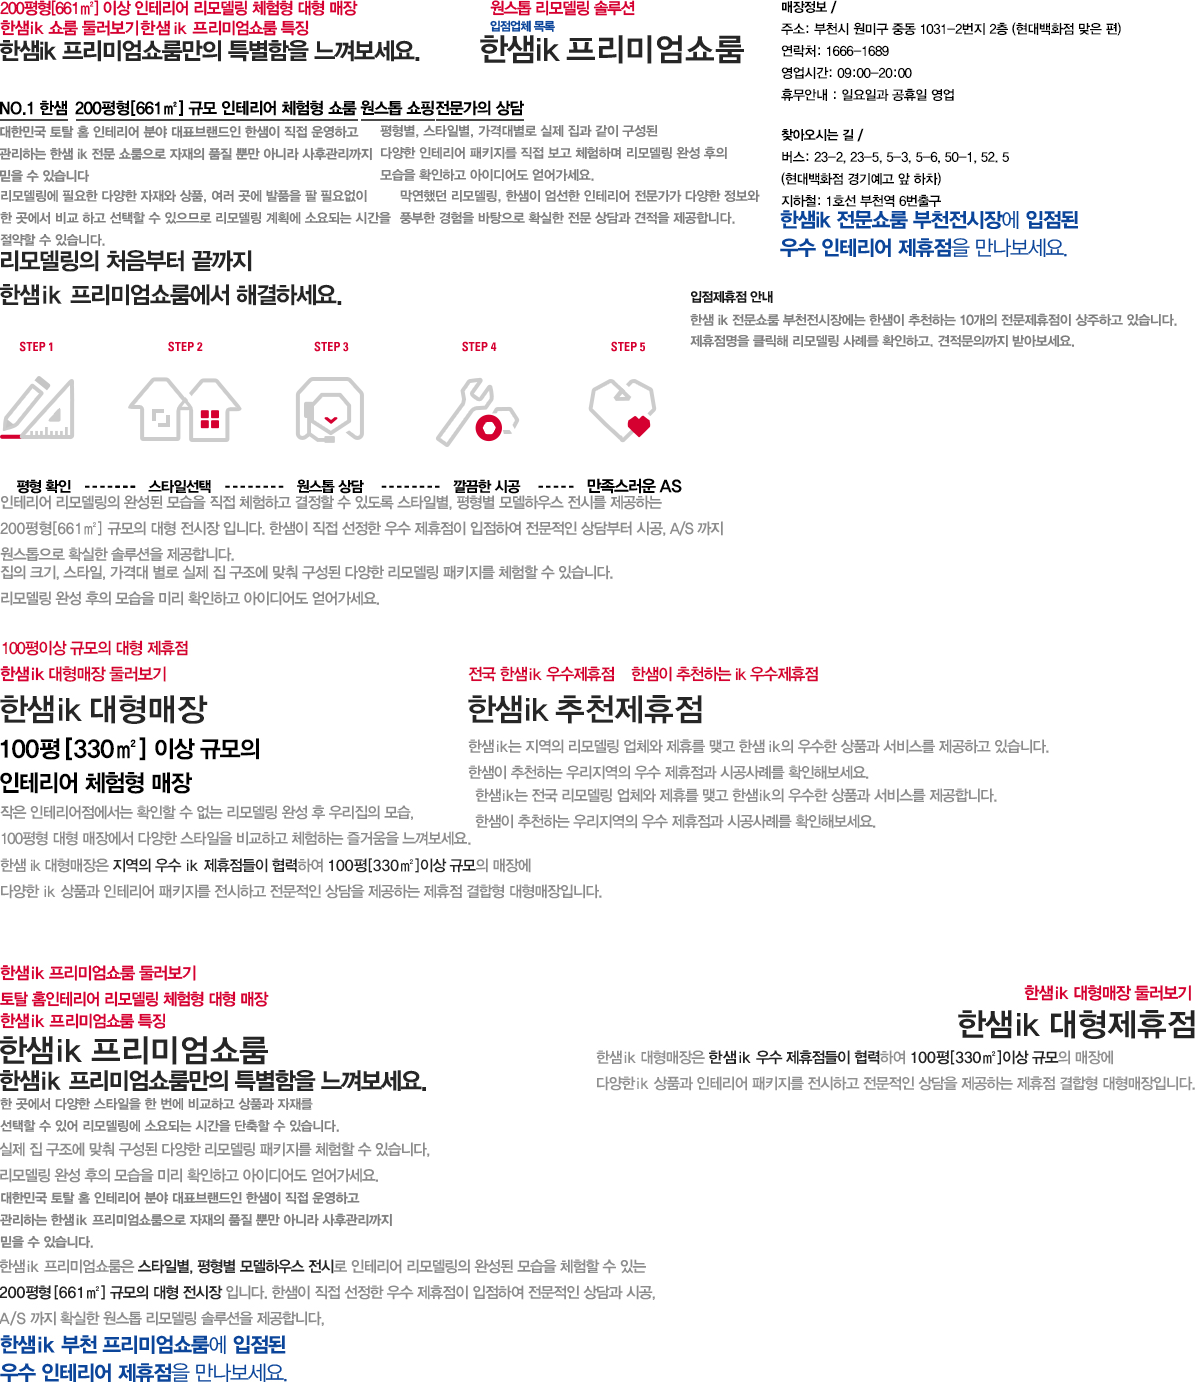 200평형[661㎡] 이상 인테리어 리모델링 체험형 대형 매장
한샘ik 쇼룸 둘러보기 한샘 ik 프리미엄쇼룸 특징
한샘ik 프리미엄쇼룸만의 특별함을 느껴보세요.
원스톱 리모델링 솔루션
입점업체 목록
한샘ik 프리미엄쇼룸
매장정보 /
주소: 부천시 원미구 중동 1031-2번지 2층 (현대백화점 맞은 편)
연락처: 1666-1689
영업시간: 09:00-20:00
휴무안내 : 일요일과 공휴일 영업
찾아오시는 길 /
버스: 23-2, 23-5, 5-3, 5-6, 50-1, 52, 5
(현대백화점 경기예고 앞 하차)
지하철: 1호선 부천역 6번출구
한샘ik 전문쇼룸 부천전시장에 입점된
우수 인테리어 제휴점을 만나보세요.
NO.1 한샘 200평형[661㎡] 규모 인테리어 체험형 쇼룸 원스톱 쇼핑 전문가의 상담
대한민국 토탈 홈 인테리어 분야 대표브랜드인 한샘이 직접 운영하고
관리하는 한샘 ik 전문 쇼룸으로 자재의 품질 뿐만 아니라 사후관리까지
믿을 수 있습니다
평형별, 스타일별, 가격대별로 실제 집과 같이 구성된
다양한 인테리어 패키지를 직접 보고 체험하며 리모델링 완성 후의
모습을 확인하고 아이디어도 얻어가세요.
리모델링에 필요한 다양한 자재와 상품, 여러 곳에 발품을 팔 필요없이
한 곳에서 비교 하고 선택할 수 있으므로 리모델링 계획에 소요되는 시간을
절약할 수 있습니다.
막연했던 리모델링, 한샘이 엄선한 인테리어 전문가가 다양한 정보와
풍부한 경험을 바탕으로 확실한 전문 상담과 견적을 제공합니다.
리모델링의 처음부터 끝까지
한샘ik 프리미엄쇼룸에서 해결하세요.
입점제휴점 안내
한샘 ik 전문쇼룸 부천전시장에는 한샘이 추천하는 10개의 전문제휴점이 상주하고 있습니다.
제휴점명을 클릭해 리모델링 사례를 확인하고, 견적문의까지 받아보세요.
STEP 1 STEP 2 STEP 3 STEP 4 STEP 5
평형 확인 ------- 스타일선택 -------- 원스톱 상담 -------- 깔끔한 시공 ----- 만족스러운 AS
인테리어 리모델링의 완성된 모습을 직접 체험하고 결정할 수 있도록 스타일별, 평형별 모델하우스 전시를 제공하는
200평형[661㎡] 규모의 대형 전시장 입니다. 한샘이 직접 선정한 우수 제휴점이 입점하여 전문적인 상담부터 시공, A/S 까지
원스톱으로 확실한 솔루션을 제공합니다.
집의 크기, 스타일, 가격대 별로 실제 집 구조에 맞춰 구성된 다양한 리모델링 패키지를 체험할 수 있습니다.
리모델링 완성 후의 모습을 미리 확인하고 아이디어도 얻어가세요.
100평이상 규모의 대형 제휴점
한샘ik 대형매장 둘러보기
한샘ik 대형매장
100평[330㎡] 이상 규모의
인테리어 체험형 매장
작은 인테리어점에서는 확인할 수 없는 리모델링 완성 후 우리집의 모습,
100평형 대형 매장에서 다양한 스타일을 비교하고 체험하는 즐거움을 느껴보세요.
한샘 ik 대형매장은 지역의 우수 ik 제휴점들이 협력하여 100평[330㎡]이상 규모의 매장에
다양한 ik 상품과 인테리어 패키지를 전시하고 전문적인 상담을 제공하는 제휴점 결합형 대형매장입니다.
전국 한샘ik 우수제휴점 한샘이 추천하는 ik 우수제휴점
한샘ik 추천제휴점
한샘ik는 지역의 리모델링 업체와 제휴를 맺고 한샘 ik의 우수한 상품과 서비스를 제공하고 있습니다.
한샘이 추천하는 우리지역의 우수 제휴점과 시공사례를 확인해보세요.
한샘ik는 전국 리모델링 업체와 제휴를 맺고 한샘ik의 우수한 상품과 서비스를 제공합니다.
한샘이 추천하는 우리지역의 우수 제휴점과 시공사례를 확인해보세요.
한샘ik 프리미엄쇼룸 둘러보기
토탈 홈인테리어 리모델링 체험형 대형 매장
한샘ik 프리미엄쇼룸 특징
한샘ik 프리미엄쇼룸
한샘ik 프리미엄쇼룸만의 특별함을 느껴보세요.
한 곳에서 다양한 스타일을 한 번에 비교하고 상품과 자재를
선택할 수 있어 리모델링에 소요되는 시간을 단축할 수 있습니다.
실제 집 구조에 맞춰 구성된 다양한 리모델링 패키지를 체험할 수 있습니다.
리모델링 완성 후의 모습을 미리 확인하고 아이디어도 얻어가세요.
대한민국 토탈 홈 인테리어 분야 대표브랜드인 한샘이 직접 운영하고
관리하는 한샘ik 프리미엄쇼룸으로 자재의 품질 뿐만 아니라 사후관리까지
믿을 수 있습니다.
한샘ik 프리미엄쇼룸은 스타일별, 평형별 모델하우스 전시로 인테리어 리모델링의 완성된 모습을 체험할 수 있는
200평형[661㎡] 규모의 대형 전시장 입니다. 한샘이 직접 선정한 우수 제휴점이 입점하여 전문적인 상담과 시공,
A/S 까지 확실한 원스톱 리모델링 솔루션을 제공합니다.
한샘ik 부천 프리미엄쇼룸에 입점된
우수 인테리어 제휴점을 만나보세요.
한샘ik 대형매장 둘러보기
한샘ik 대형제휴점
한샘ik 대형매장은 한샘ik 우수 제휴점들이 협력하여 100평[330㎡]이상 규모의 매장에
다양한ik 상품과 인테리어 패키지를 전시하고 전문적인 상담을 제공하는 제휴점 결합형 대형매장입니다.